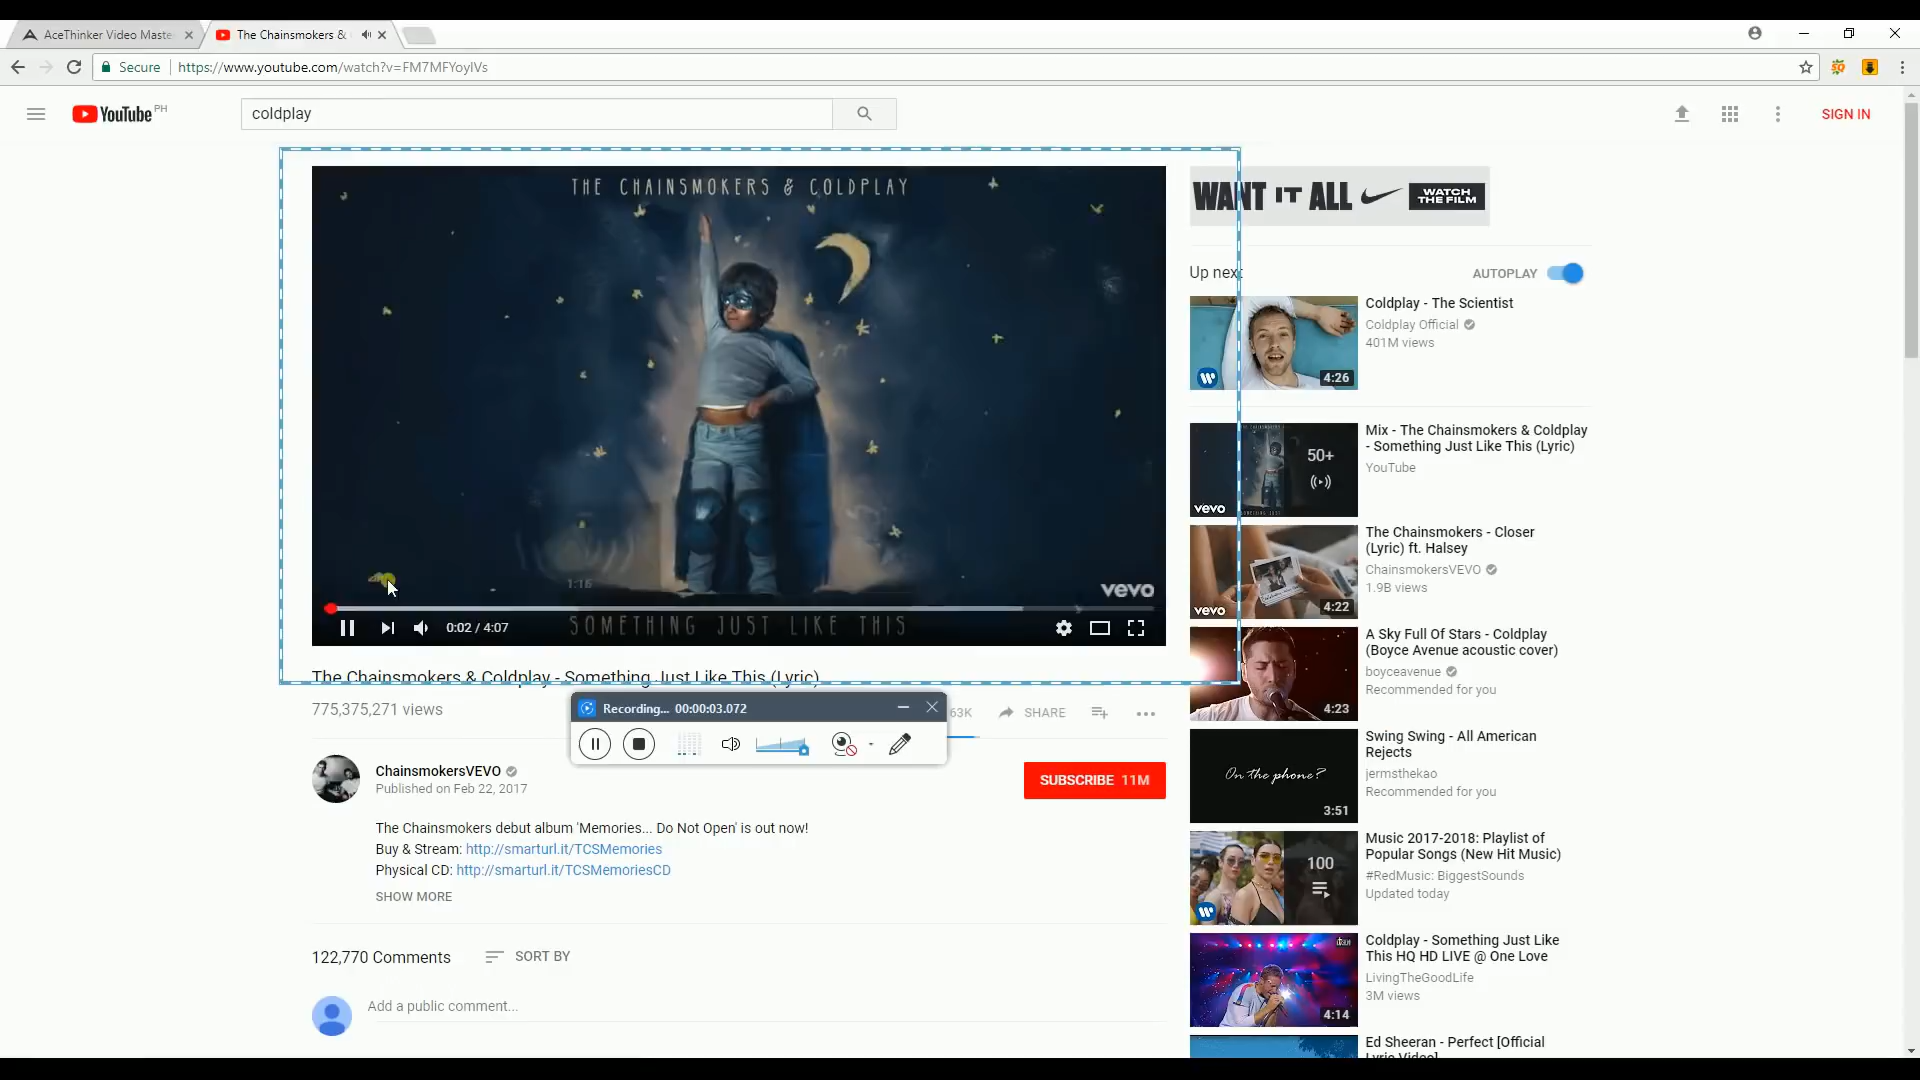 AceThinker Video Maste
The Chainsmokers &
Secure
https://www.youtube.com/watch?v=FM7MFYoyIVs
YouTube PH
coldplay
SIGN IN
THE CHAINSMOKERS & COLDPLAY
1:16
vevo
0:02 / 4:07
SOMETHING JUST LIKE THIS
The Chainsmokers & Coldplay - Something Just Like This (Lyric)
775,375,271 views
63K
SHARE
Recording... 00:00:03.072
ChainsmokersVEVO
Published on Feb 22, 2017
SUBSCRIBE 11M
The Chainsmokers debut album 'Memories... Do Not Open' is out now!
Buy & Stream: http://smarturl.it/TCSMemories
Physical CD: http://smarturl.it/TCSMemoriesCD
SHOW MORE
122,770 Comments
SORT BY
Add a public comment...
WANT IT ALL
WATCH
THE FILM
Up next
AUTOPLAY
4:26
Coldplay - The Scientist
Coldplay Official
401M views
vevo
50+
Mix - The Chainsmokers & Coldplay
- Something Just Like This (Lyric)
YouTube
vevo
4:22
The Chainsmokers - Closer
(Lyric) ft. Halsey
ChainsmokersVEVO
1.9B views
4:23
A Sky Full Of Stars - Coldplay
(Boyce Avenue acoustic cover)
boyceavenue
Recommended for you
On the phone?
3:51
Swing Swing - All American
Rejects
jermsthekao
Recommended for you
100
Music 2017-2018: Playlist of
Popular Songs (New Hit Music)
#RedMusic: BiggestSounds
Updated today
4:14
Coldplay - Something Just Like
This HQ HD LIVE @ One Love
LivingTheGoodLife
3M views
Ed Sheeran - Perfect [Official
Lyric Video]